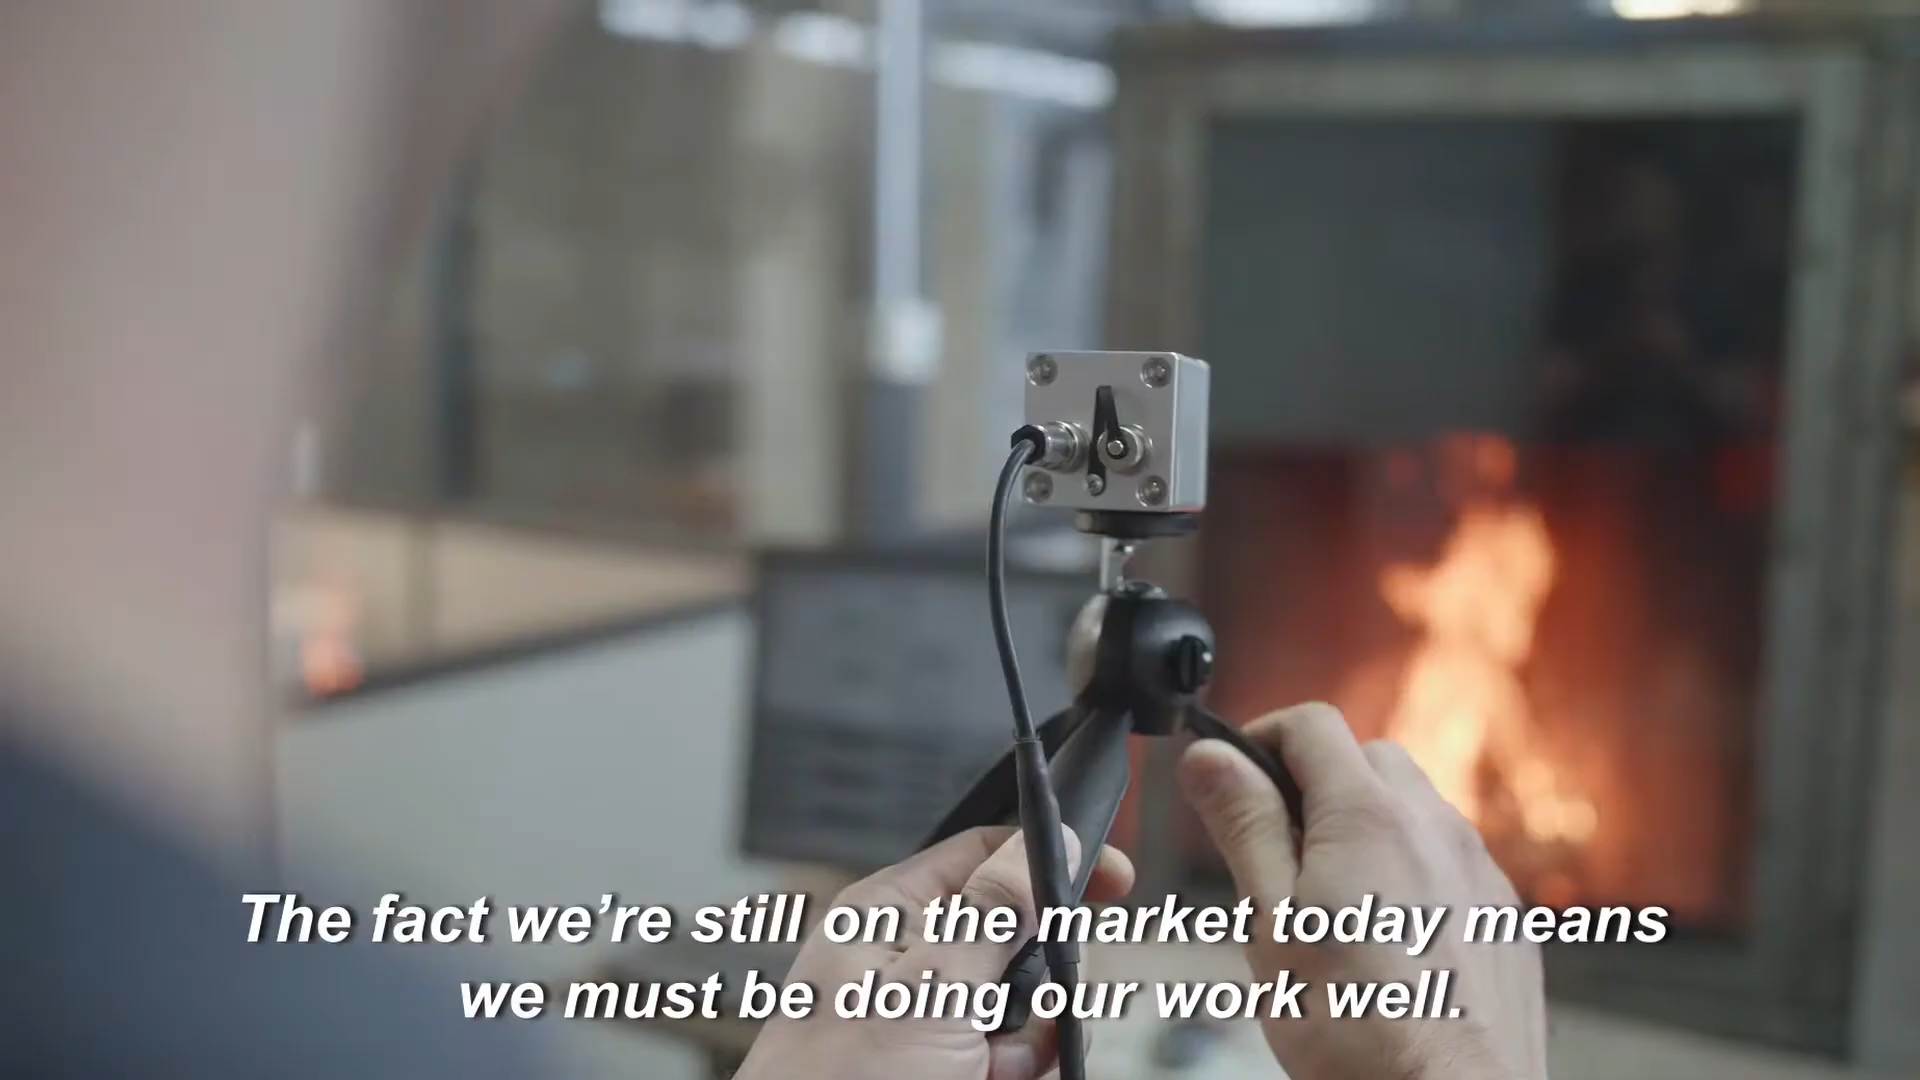 The fact we’re still on the market today means
we must be doing our work well.